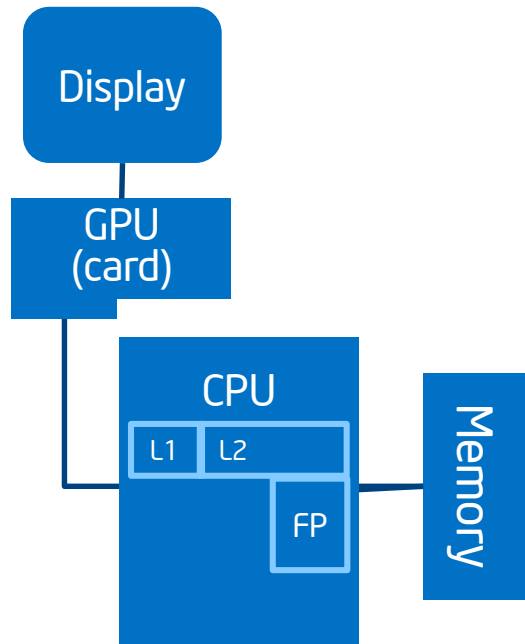 Display
GPU
(card)
CPU
L1
L2
FP
Memory